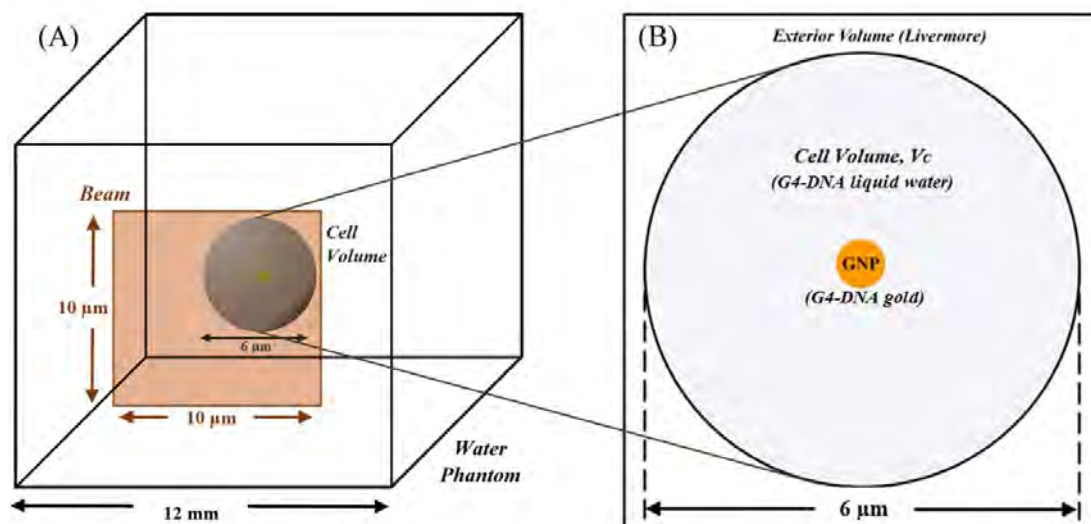 (A)
Beam
Cell
Volume
10 µm
6 µm
10 µm
Water
Phantom
12 mm
(B)
Exterior Volume (Livermore)
Cell Volume, Vc
(G4-DNA liquid water)
GNP
(G4-DNA gold)
6 µm